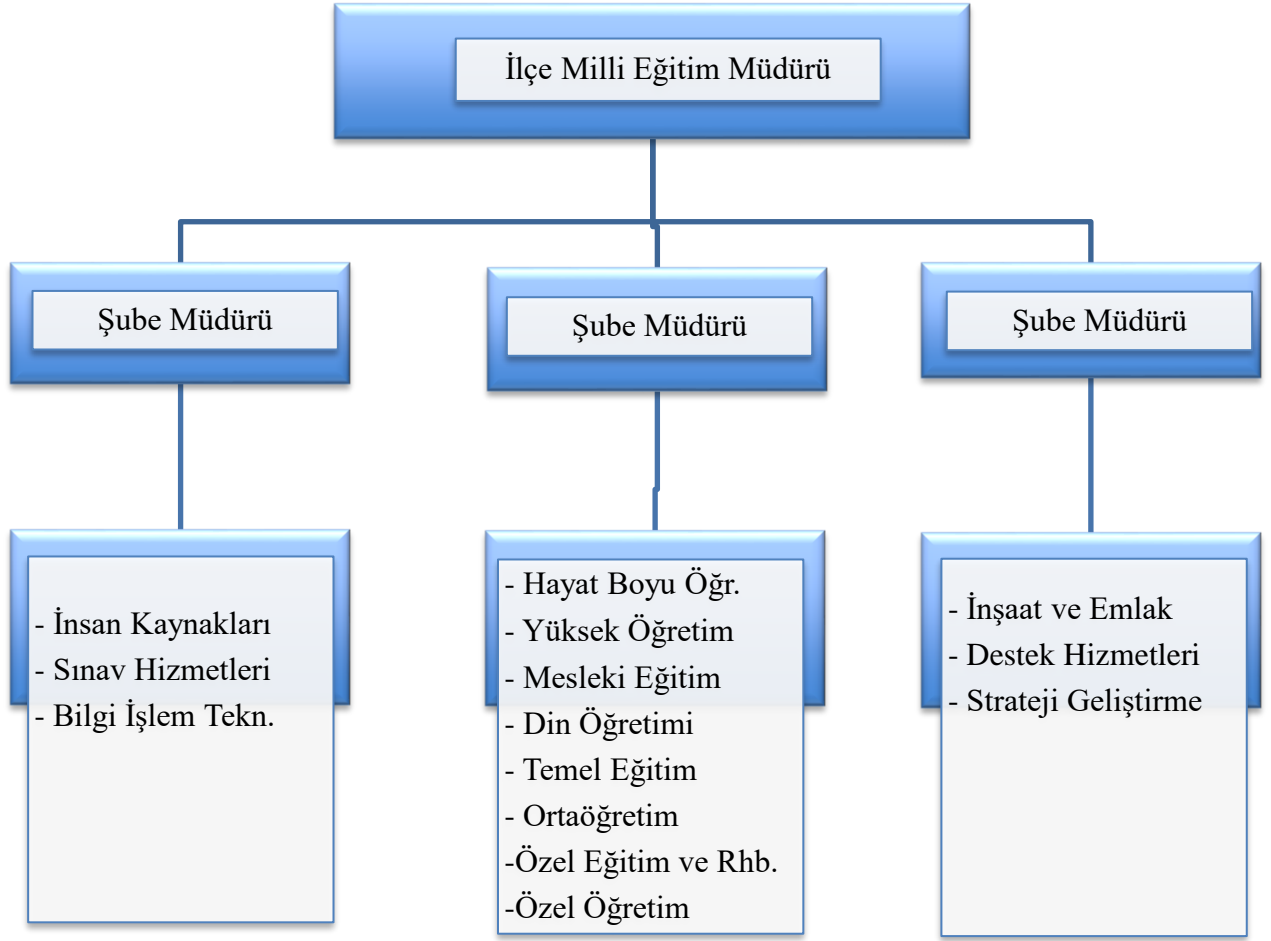 İlçe Milli Eğitim Müdürü
Şube Müdürü
Şube Müdürü
Şube Müdürü
- İnsan Kaynakları
- Sınav Hizmetleri
- Bilgi İşlem Tekn.
- Hayat Boyu Öğr.
- Yüksek Öğretim
- Mesleki Eğitim
- Din Öğretimi
- Temel Eğitim
- Ortaöğretim
-Özel Eğitim ve Rhb.
-Özel Öğretim
- İnşaat ve Emlak
- Destek Hizmetleri
- Strateji Geliştirme